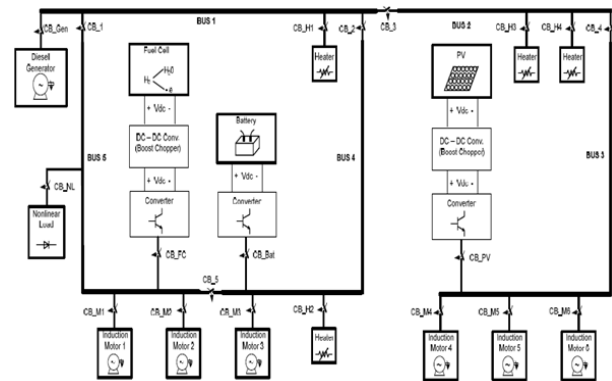 BUS 1
BUS 2
CB_Gen
CB_1
CB_H1
CB_2
CB_3
CB_H3
CB_H4
CB_4
Diesel
Generator
Fuel Cell
H₂O
H₂
+e
Heater
PV
Heater
Heater
+ Vdc -
Battery
+ Vdc -
DC – DC Conv.
(Boost Chopper)
DC – DC Conv.
(Boost Chopper)
BUS 5
BUS 4
BUS 3
+ Vdc -
+ Vdc -
+ Vdc -
CB_NL
Nonlinear
Load
Converter
Converter
Converter
CB_FC
CB_Bat
CB_PV
CB_5
CB_M1
CB_M2
CB_M3
CB_H2
CB_M4
CB_M5
CB_M6
Induction
Motor 1
Induction
Motor 2
Induction
Motor 3
Heater
Induction
Motor 4
Induction
Motor 5
Induction
Motor 6